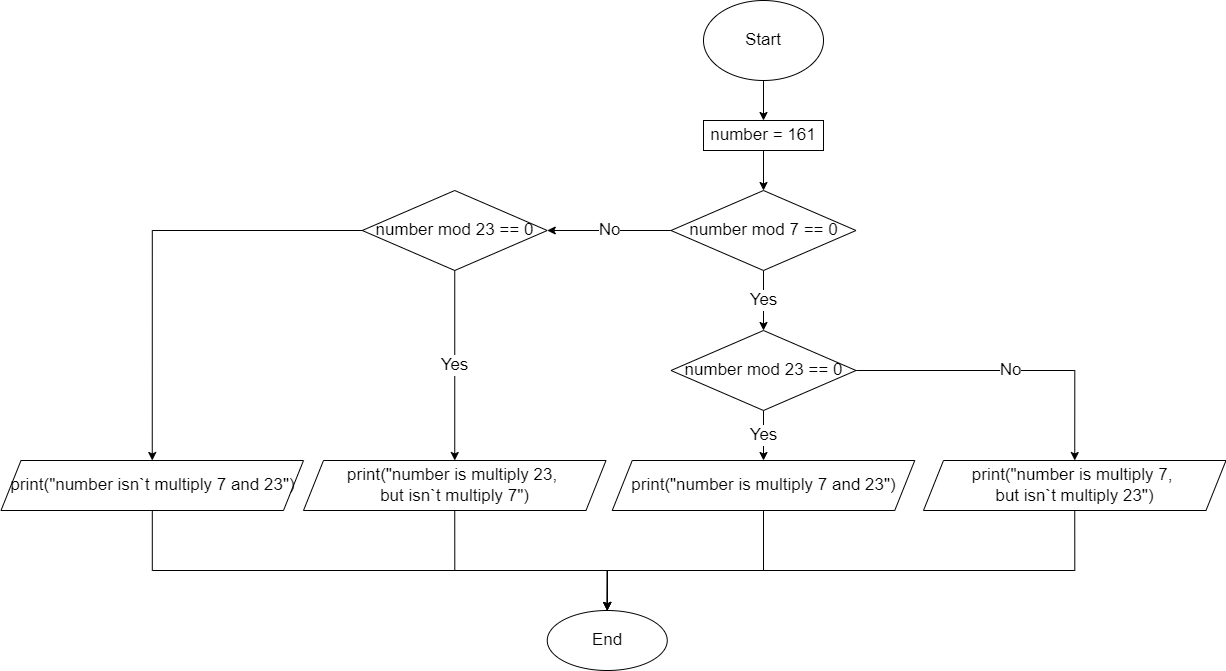 Start
number = 161
number mod 23 == 0
No
number mod 7 == 0
Yes
Yes
number mod 23 == 0
No
Yes
print("number isn`t multiply 7 and 23")
print("number is multiply 23,
but isn`t multiply 7")
print("number is multiply 7 and 23")
print("number is multiply 7,
but isn`t multiply 23")
End